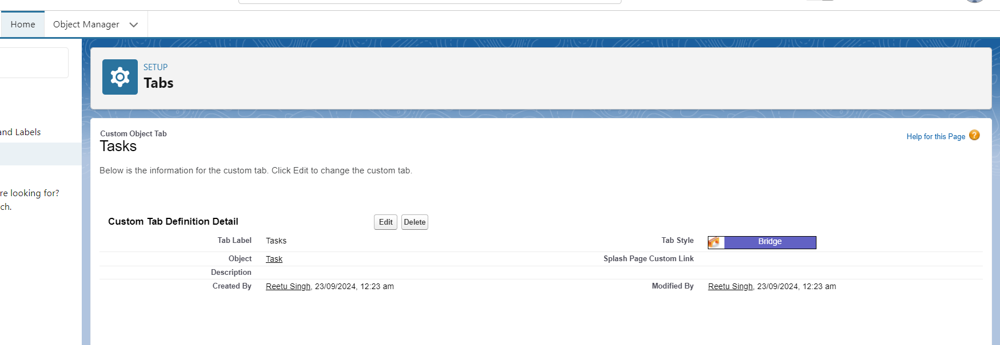 Home
Object Manager
SETUP
Tabs
and Labels
re looking for?
ch.
Custom Object Tab
Tasks
Help for this Page ?
Below is the information for the custom tab. Click Edit to change the custom tab.
Custom Tab Definition Detail
Edit
Delete
Tab Label Tasks
Tab Style Bridge
Object Task
Splash Page Custom Link
Description
Created By Reetu Singh, 23/09/2024, 12:23 am
Modified By Reetu Singh, 23/09/2024, 12:23 am